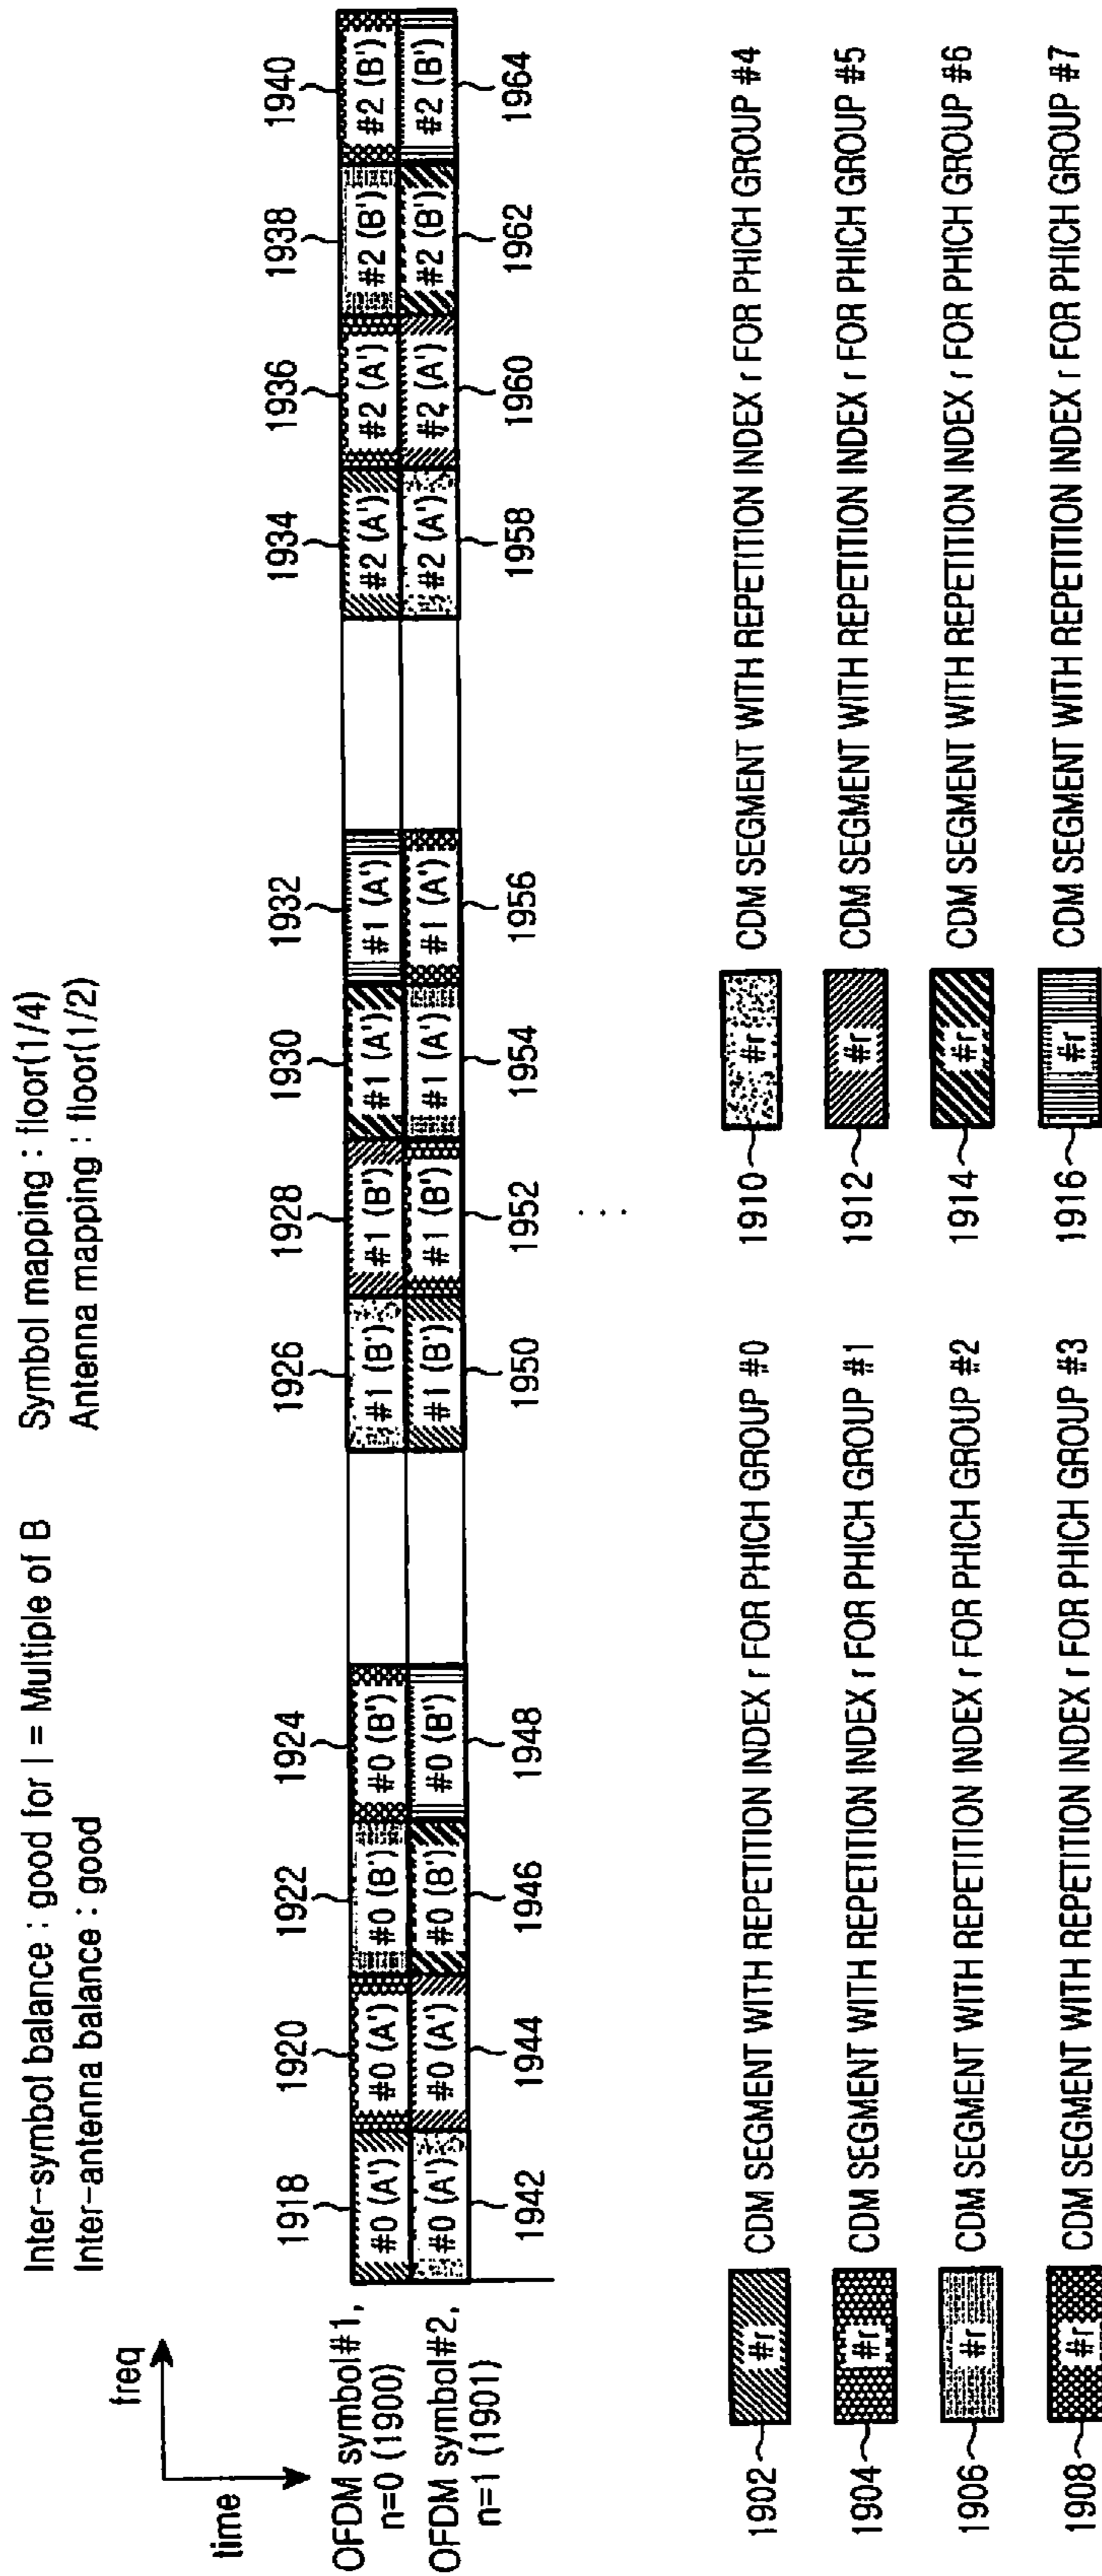 Inter-symbol balance : good for | = Multiple of B
Inter-antenna balance : good
Symbol mapping : floor(1/4)
Antenna mapping : floor(1/2)
freq
time
1918 1920 1922 1924 1926 1928 1930 1932 1934 1936 1938 1940
OFDM symbol#1,
n=0 (1900)
#0 (A') #0 (A') #0 (B') #0 (B') #1 (B') #1 (B') #1 (A') #1 (A') #2 (A') #2 (A') #2 (B') #2 (B')
OFDM symbol#2,
n=1 (1901)
#0 (A') #0 (A') #0 (B') #0 (B') #1 (B') #1 (B') #1 (A') #1 (A') #2 (A') #2 (A') #2 (B') #2 (B')
1942 1944 1946 1948 1950 1952 1954 1956 1958 1960 1962 1964
...
1902 #r CDM SEGMENT WITH REPETITION INDEX r FOR PHICH GROUP #0
1904 #r CDM SEGMENT WITH REPETITION INDEX r FOR PHICH GROUP #1
1906 #r CDM SEGMENT WITH REPETITION INDEX r FOR PHICH GROUP #2
1908 #r CDM SEGMENT WITH REPETITION INDEX r FOR PHICH GROUP #3
1910 #r CDM SEGMENT WITH REPETITION INDEX r FOR PHICH GROUP #4
1912 #r CDM SEGMENT WITH REPETITION INDEX r FOR PHICH GROUP #5
1914 #r CDM SEGMENT WITH REPETITION INDEX r FOR PHICH GROUP #6
1916 #r CDM SEGMENT WITH REPETITION INDEX r FOR PHICH GROUP #7